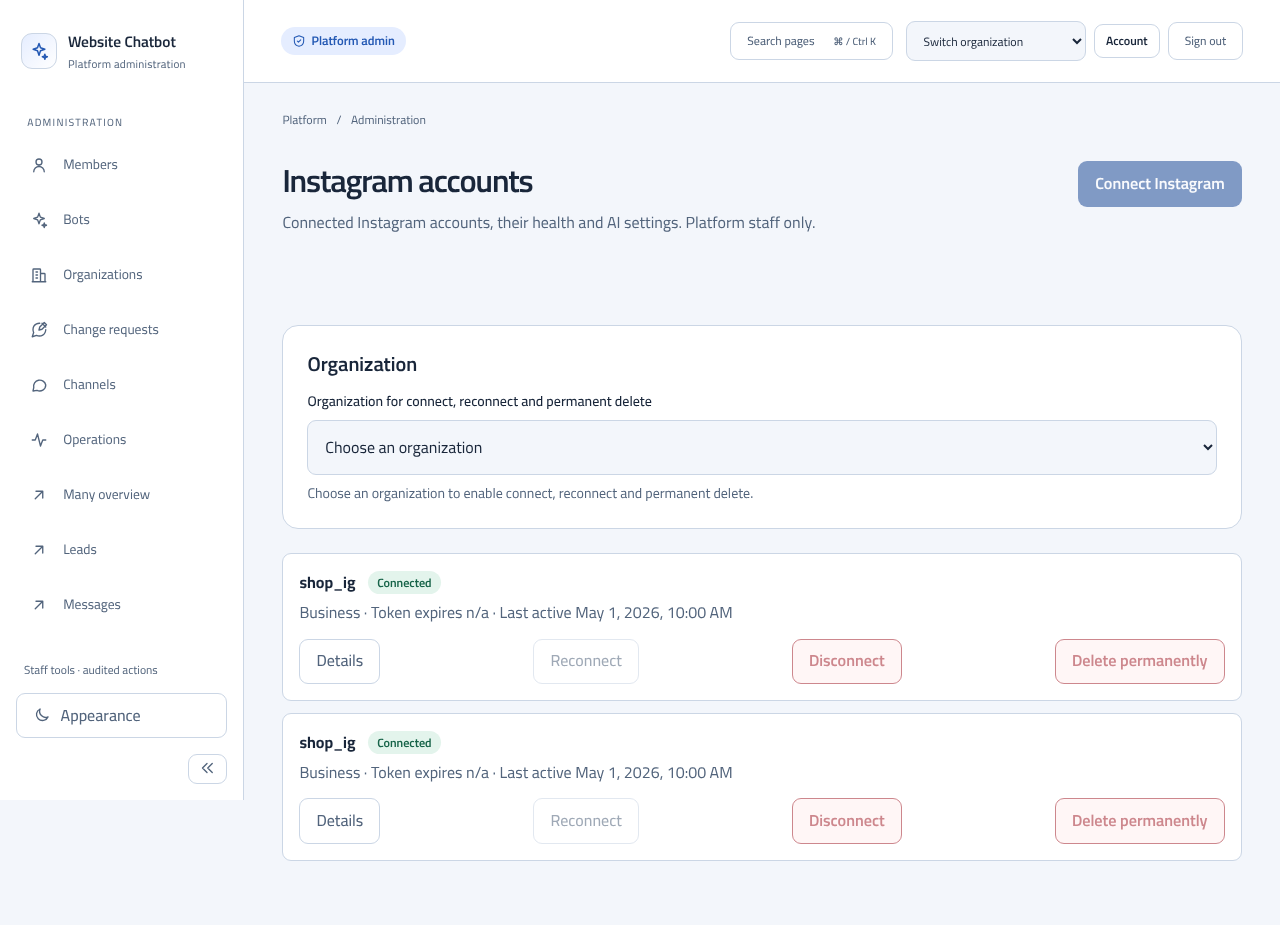 Website Chatbot
Platform administration
ADMINISTRATION
Members
Bots
Organizations
Change requests
Channels
Operations
Many overview
Leads
Messages
Staff tools · audited actions
Appearance
Platform admin
Search pages ⌘ / Ctrl K
Switch organization
Account
Sign out
Platform / Administration
Instagram accounts
Connect Instagram
Connected Instagram accounts, their health and AI settings. Platform staff only.
Organization
Organization for connect, reconnect and permanent delete
Choose an organization
Choose an organization to enable connect, reconnect and permanent delete.
shop_ig Connected
Business · Token expires n/a · Last active May 1, 2026, 10:00 AM
Details Reconnect Disconnect Delete permanently
shop_ig Connected
Business · Token expires n/a · Last active May 1, 2026, 10:00 AM
Details Reconnect Disconnect Delete permanently